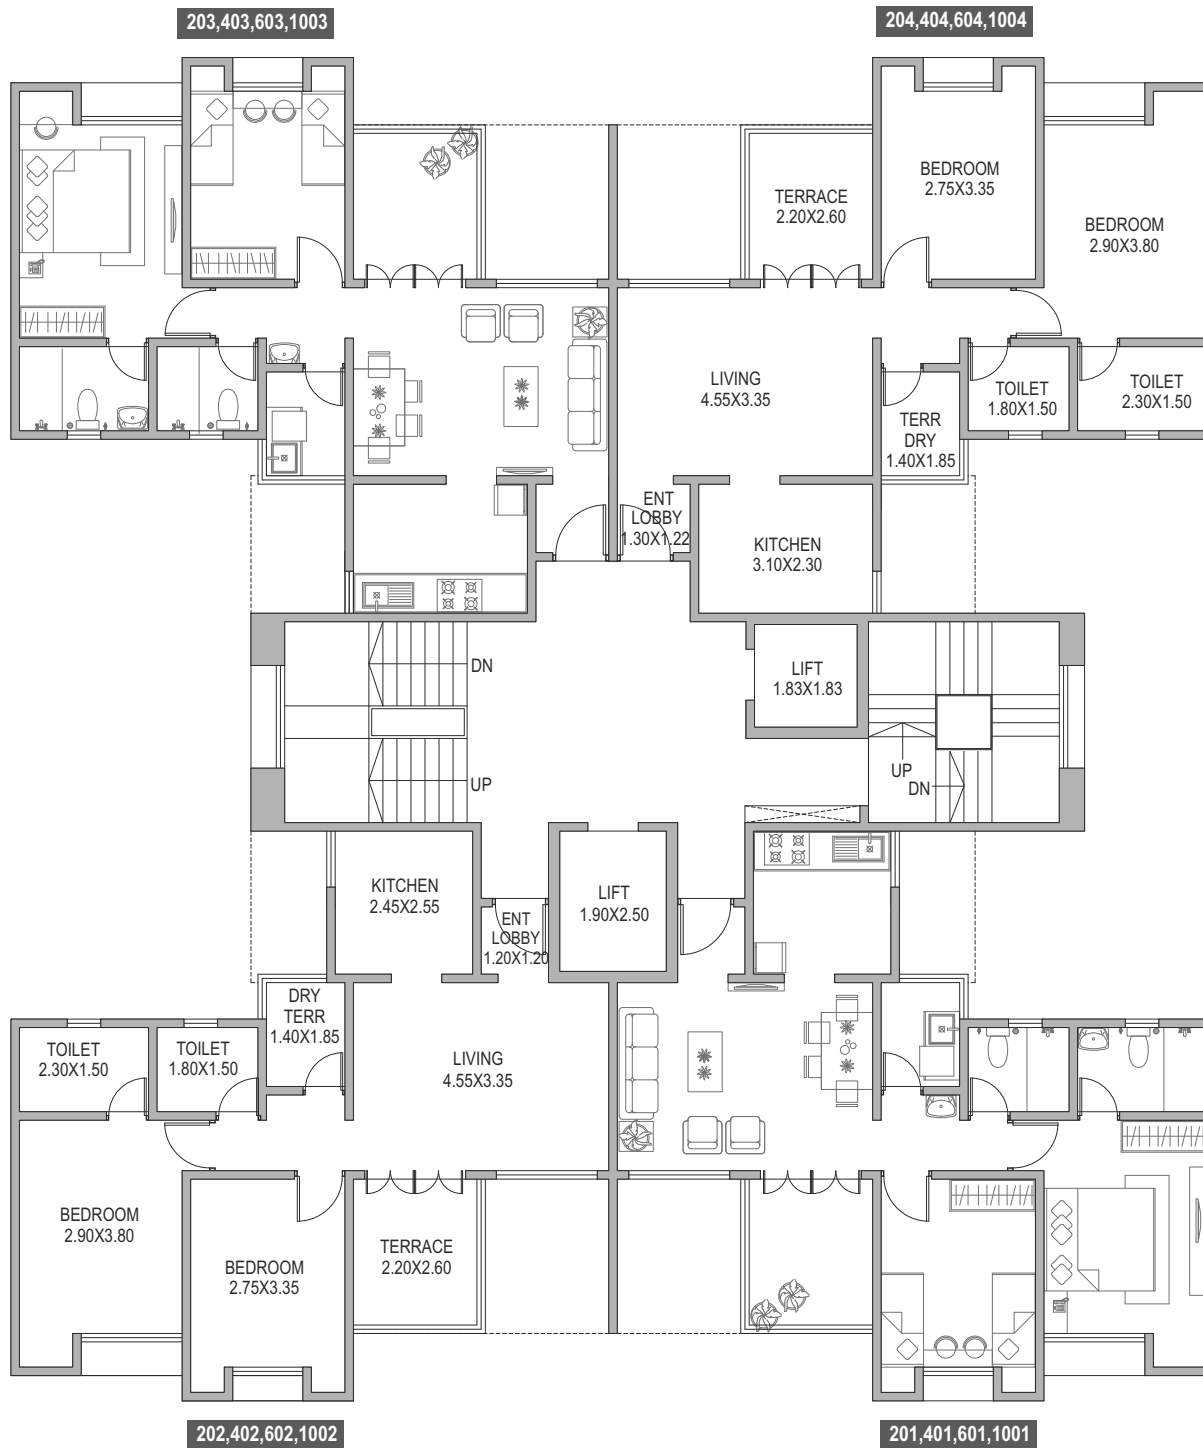 203,403,603,1003
204,404,604,1004
BEDROOM
2.75X3.35
TERRACE
2.20X2.60
BEDROOM
2.90X3.80
LIVING
4.55X3.35
TOILET
1.80X1.50
TOILET
2.30X1.50
TERR
DRY
1.40X1.85
ENT
LOBBY
1.30X1.22
KITCHEN
3.10X2.30
DN
LIFT
1.83X1.83
UP
UP
DN
KITCHEN
2.45X2.55
LIFT
1.90X2.50
ENT
LOBBY
1.20X1.20
DRY
TERR
1.40X1.85
TOILET
2.30X1.50
TOILET
1.80X1.50
LIVING
4.55X3.35
BEDROOM
2.90X3.80
BEDROOM
2.75X3.35
TERRACE
2.20X2.60
202,402,602,1002
201,401,601,1001